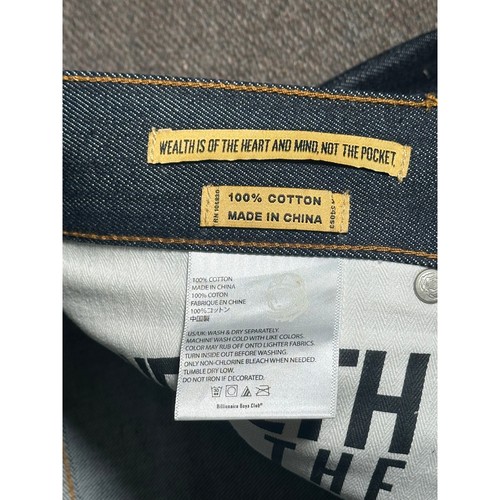 WEALTH IS OF THE HEART AND MIND, NOT THE POCKET.
100% COTTON
MADE IN CHINA
100% COTTON
MADE IN CHINA
100% COTON
FABRIQUE EN CHINE
100%コットン
中国製
US/UK: WASH & DRY SEPARATELY.
MACHINE WASH COLD WITH LIKE COLORS.
COLOR MAY RUB OFF ONTO LIGHTER FABRICS.
TURN INSIDE OUT BEFORE WASHING.
ONLY NON-CHLORINE BLEACH WHEN NEEDED.
TUMBLE DRY LOW.
DO NOT IRON IF DECORATED.
Billionaire Boys Club®
TH
THE